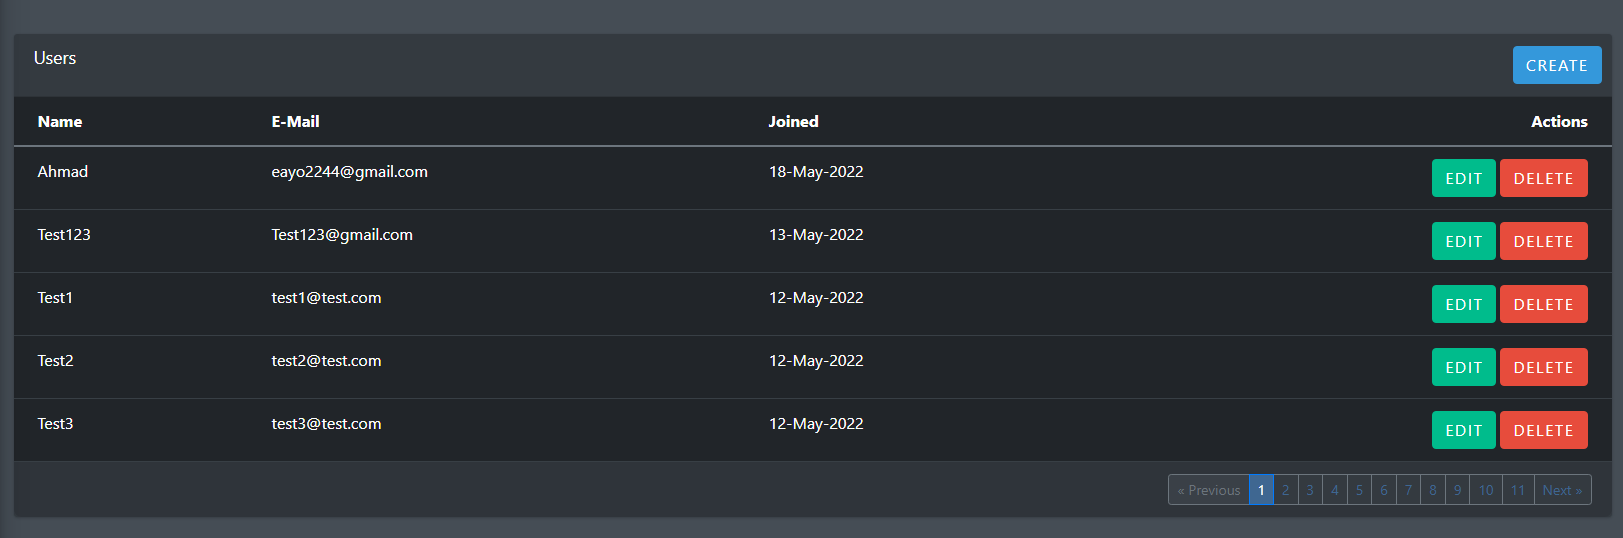 Users CREATE
Name E-Mail Joined Actions
Ahmad eayo2244@gmail.com 18-May-2022 EDIT DELETE
Test123 Test123@gmail.com 13-May-2022 EDIT DELETE
Test1 test1@test.com 12-May-2022 EDIT DELETE
Test2 test2@test.com 12-May-2022 EDIT DELETE
Test3 test3@test.com 12-May-2022 EDIT DELETE
« Previous 1 2 3 4 5 6 7 8 9 10 11 Next »